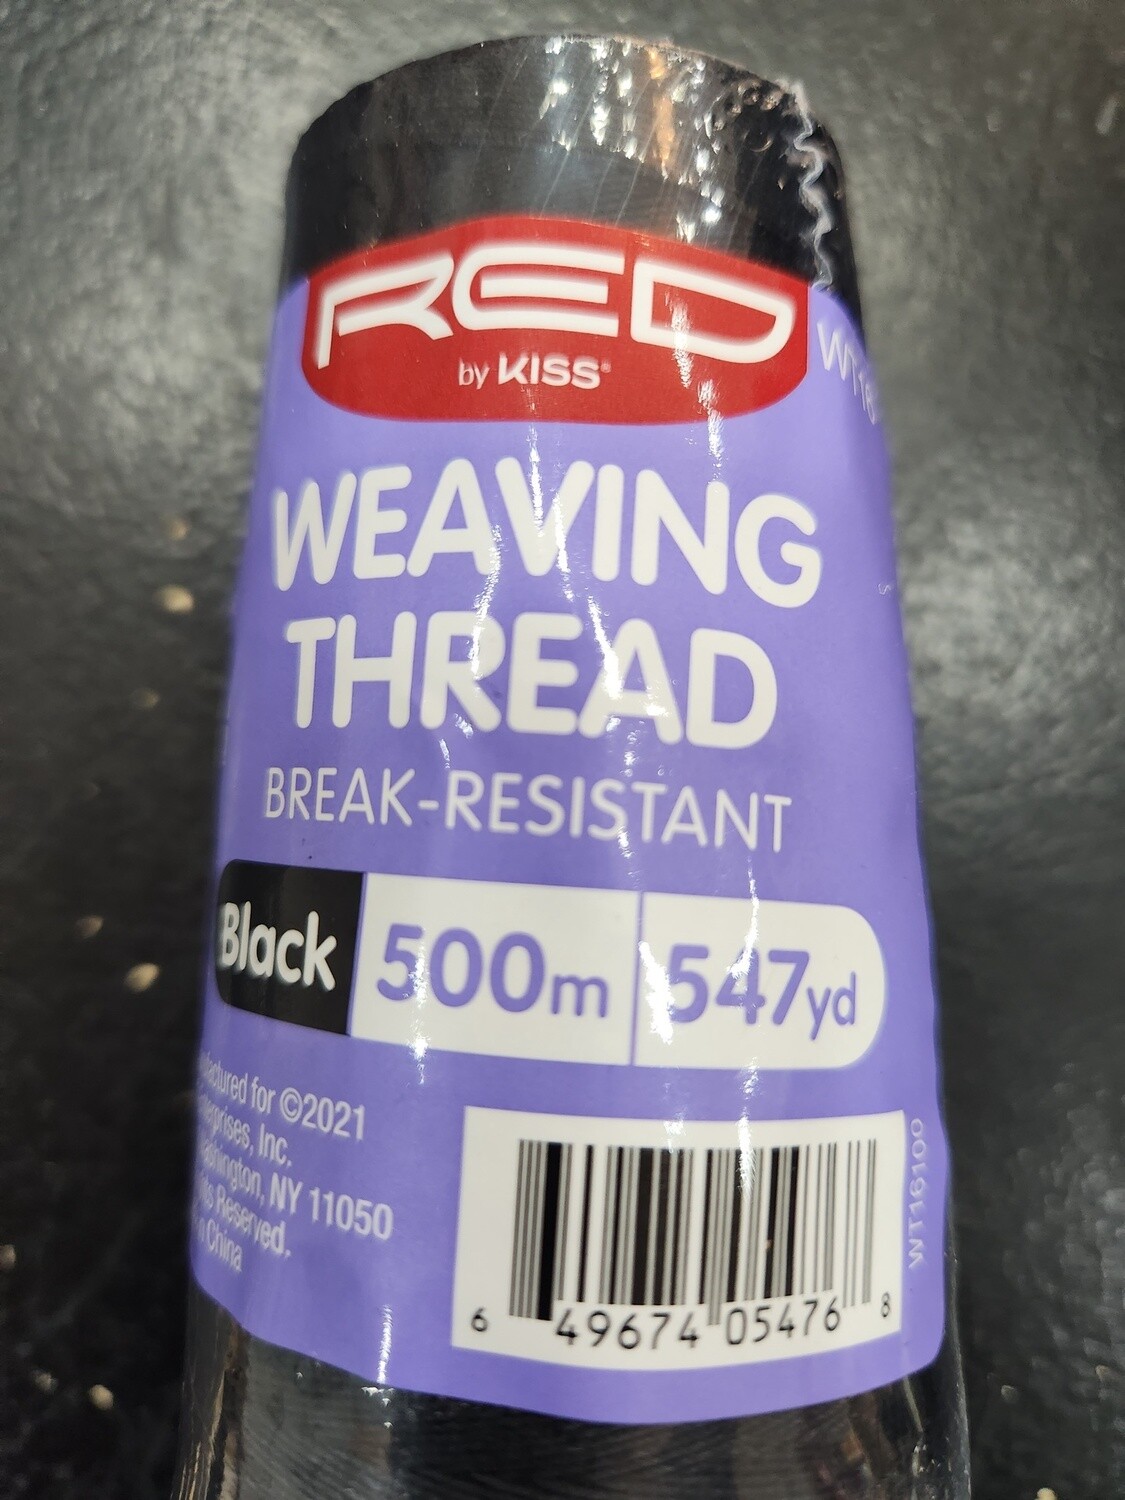 RED
by KISS®
WEAVING
THREAD
BREAK-RESISTANT
Black 500m 547yd
for ©2021
Inc.
NY 11050
Reserved.
China
6 49674 05476 8
WT16100